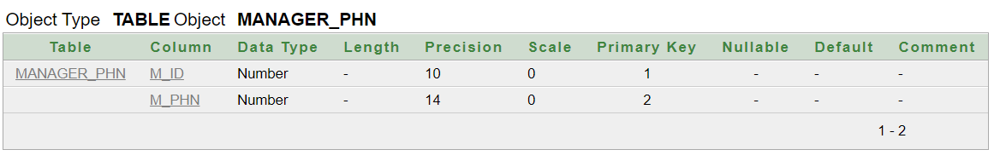 Object Type TABLE Object MANAGER_PHN
Table Column Data Type Length Precision Scale Primary Key Nullable Default Comment
MANAGER_PHN M_ID Number - 10 0 1 - - -
M_PHN Number - 14 0 2 - - -
1 - 2